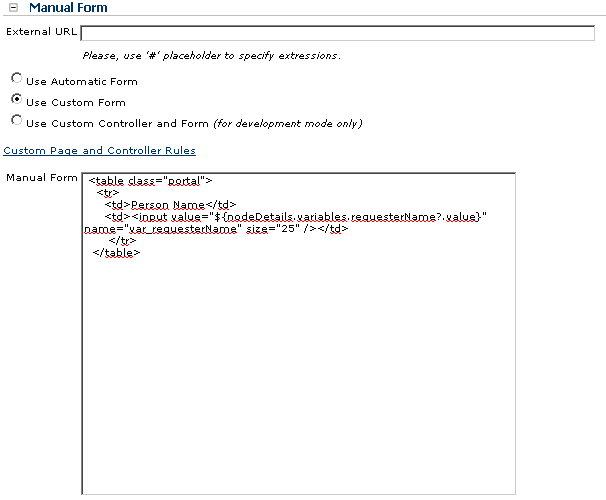 Manual Form
External URL
Please, use '#' placeholder to specify extressions.
Use Automatic Form
Use Custom Form
Use Custom Controller and Form (for development mode only)
Custom Page and Controller Rules
Manual Form
<table class="portal">
<tr>
<td>Person Name</td>
<td><input value="${nodeDetails.variables.requesterName?.value}"
name="var_requesterName" size="25" /></td>
</tr>
</table>